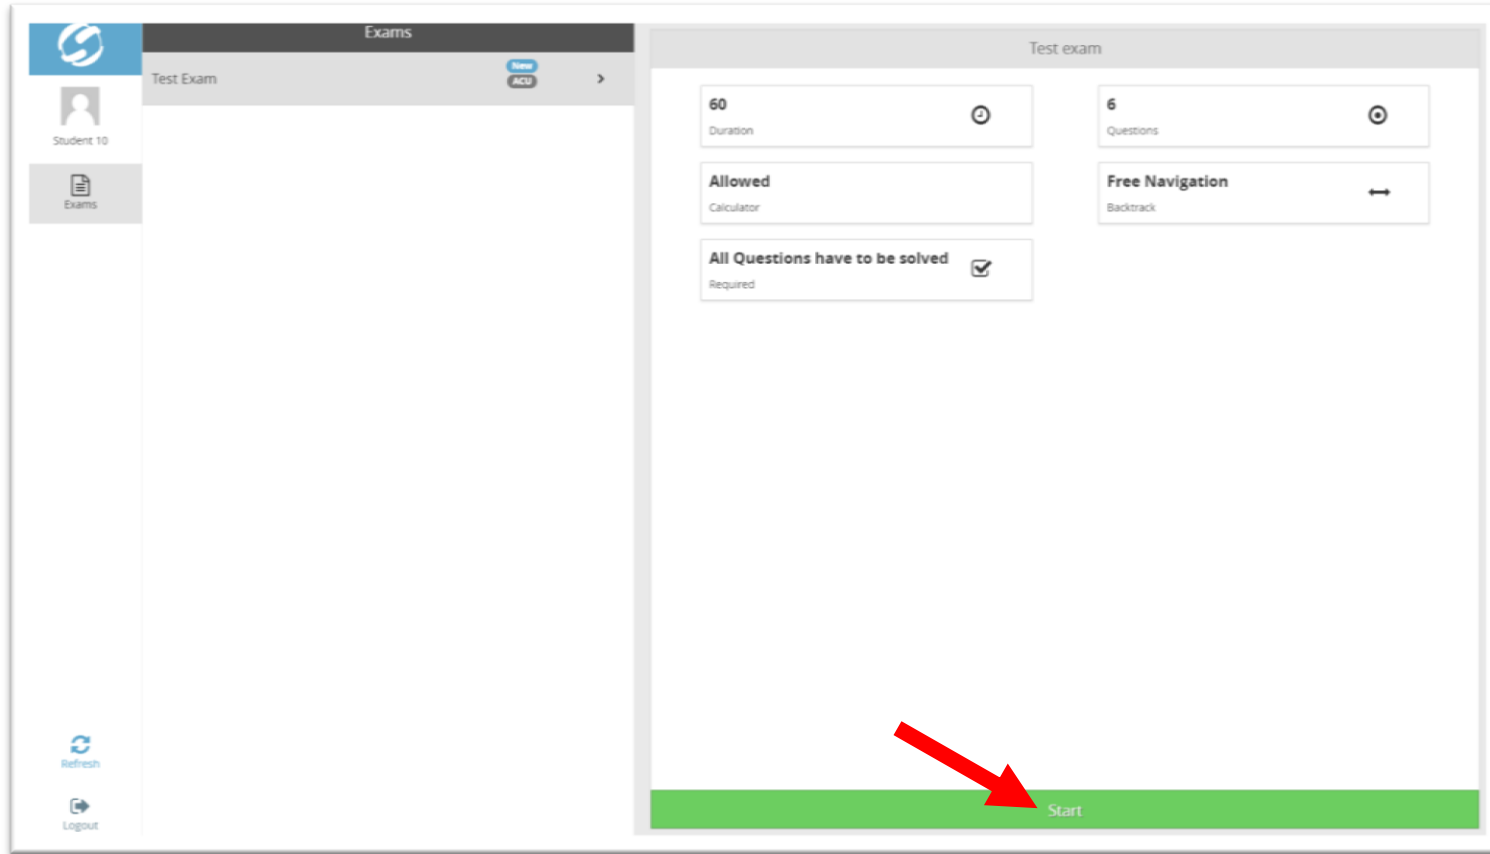 Exams
Test Exam
New
ACU
Student 10
Exams
Refresh
Logout
Test exam
60
Duration
6
Questions
Allowed
Calculator
Free Navigation
Backtrack
All Questions have to be solved
Required
Start